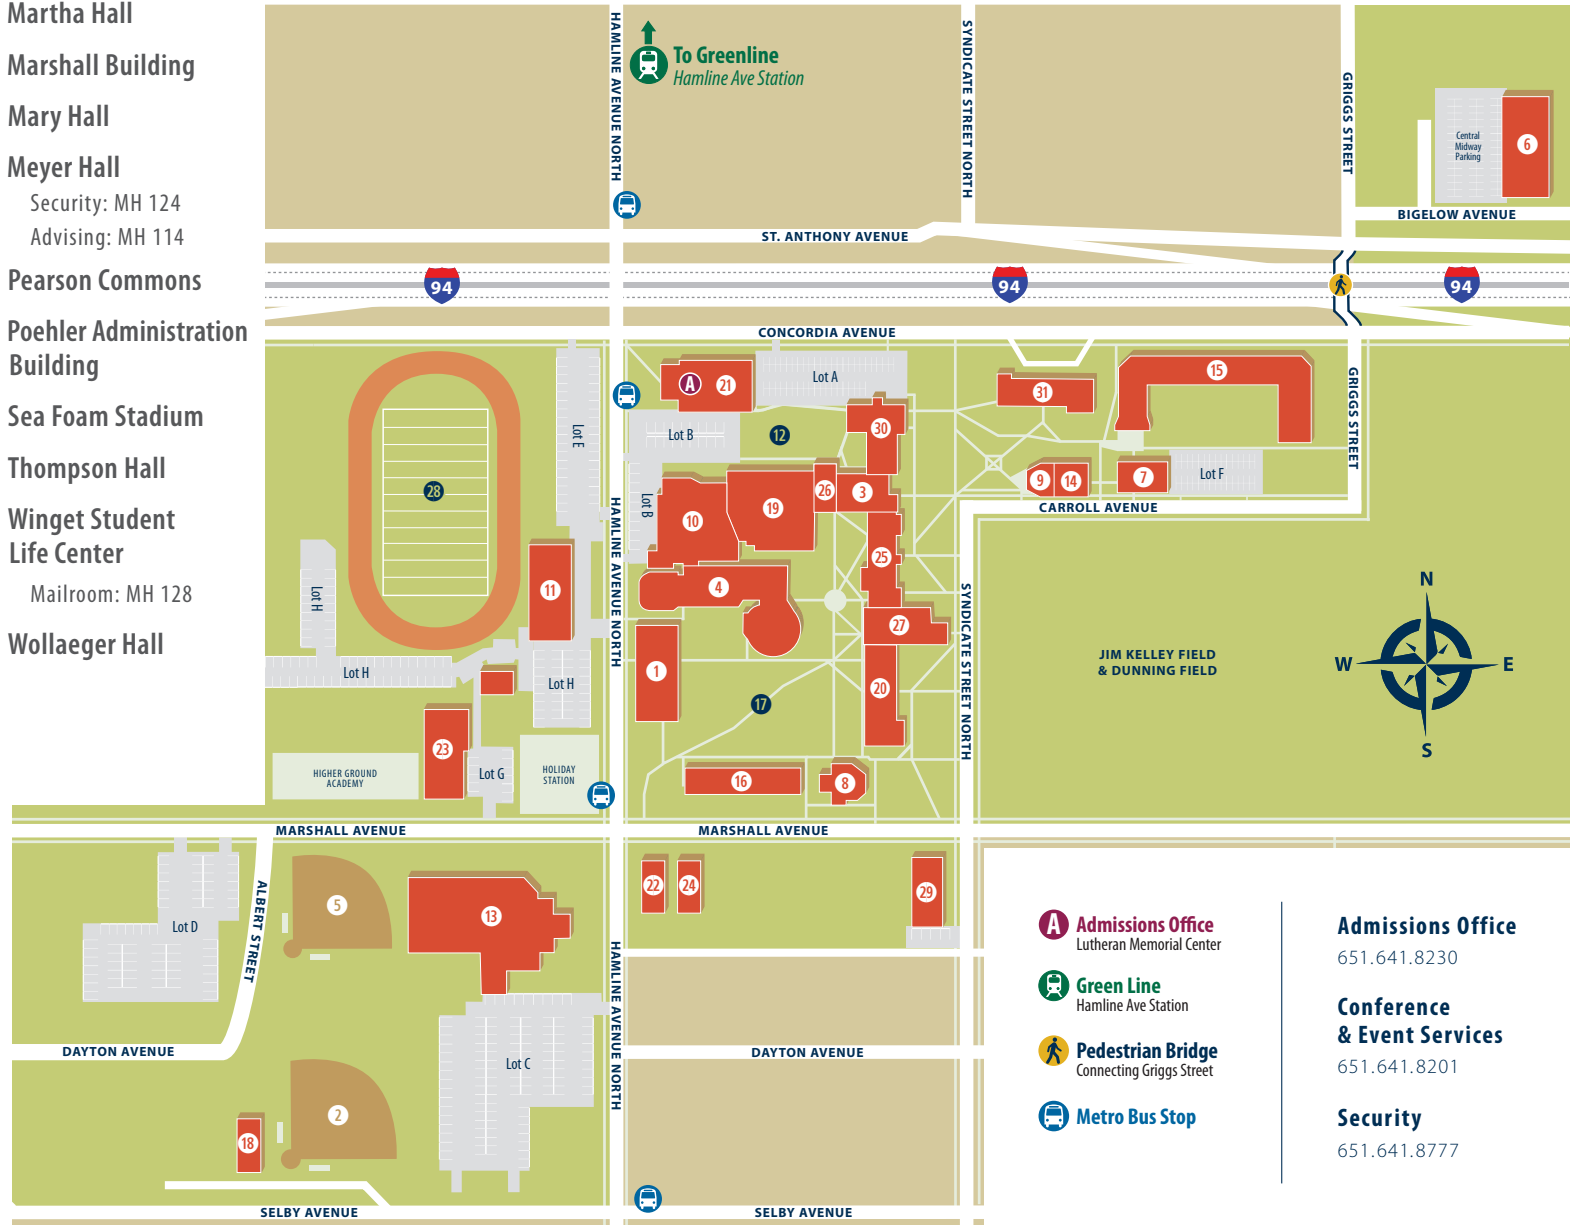 Martha Hall
Marshall Building
Mary Hall
Meyer Hall
Security: MH 124
Advising: MH 114
Pearson Commons
Poehler Administration
Building
Sea Foam Stadium
Thompson Hall
Winget Student
Life Center
Mailroom: MH 128
Wollaeger Hall
HAMLINE AVENUE NORTH
To Greenline
Hamline Ave Station
SYNDICATE STREET NORTH
GRIGGS STREET
Central
Midway
Parking
6
BIGELOW AVENUE
ST. ANTHONY AVENUE
94
94
94
CONCORDIA AVENUE
A
21
Lot A
31
15
GRIGGS STREET
Lot E
Lot B
12
30
28
Lot B
10
19
26
3
9
14
7
Lot F
CARROLL AVENUE
HAMLINE AVENUE NORTH
25
11
4
Lot H
27
SYNDICATE STREET NORTH
JIM KELLEY FIELD
& DUNNING FIELD
N
W
E
S
Lot H
Lot H
1
20
17
23
Lot G
HIGHER GROUND
ACADEMY
HOLIDAY
STATION
16
8
MARSHALL AVENUE
MARSHALL AVENUE
ALBERT STREET
5
13
22
24
29
Lot D
HAMLINE AVENUE NORTH
DAYTON AVENUE
DAYTON AVENUE
Lot C
2
18
SELBY AVENUE
SELBY AVENUE
A
Admissions Office
Lutheran Memorial Center
Green Line
Hamline Ave Station
Pedestrian Bridge
Connecting Griggs Street
Metro Bus Stop
Admissions Office
651.641.8230
Conference
& Event Services
651.641.8201
Security
651.641.8777